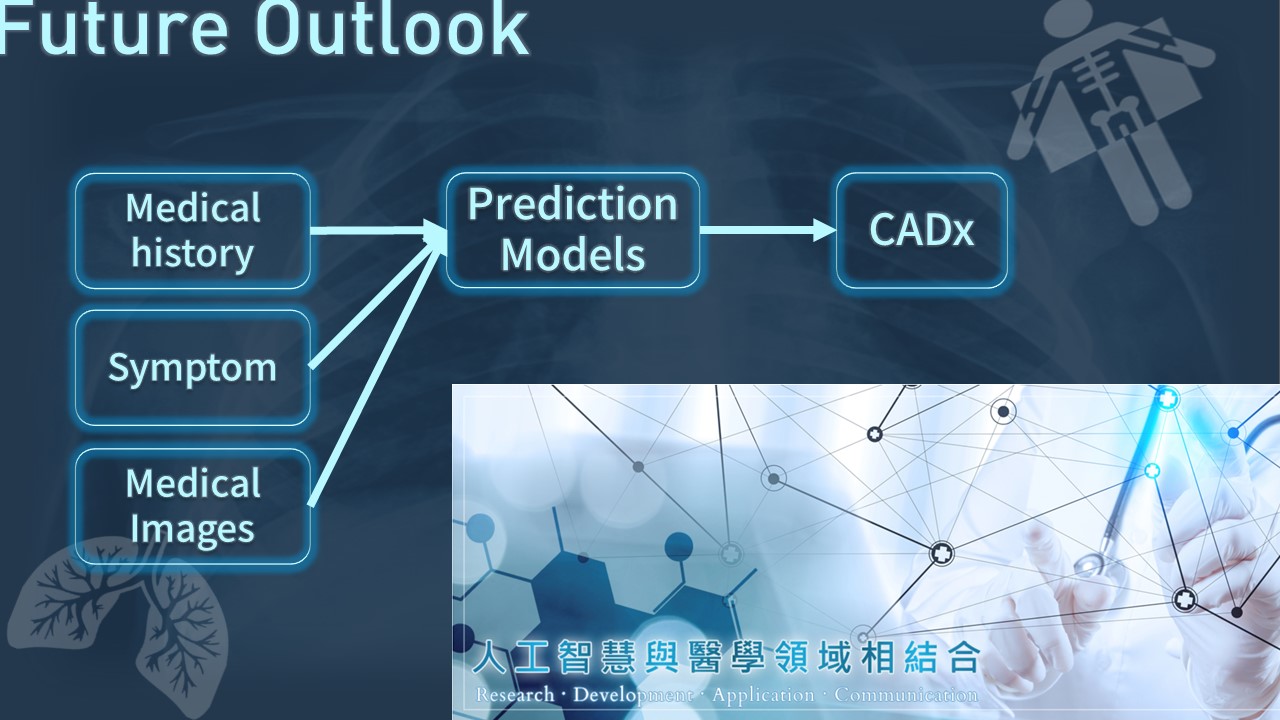 Future Outlook
Medical
history
Prediction
Models
CADx
Symptom
Medical
Images
人工智慧與醫學領域相結合
Research · Development · Application · Communication